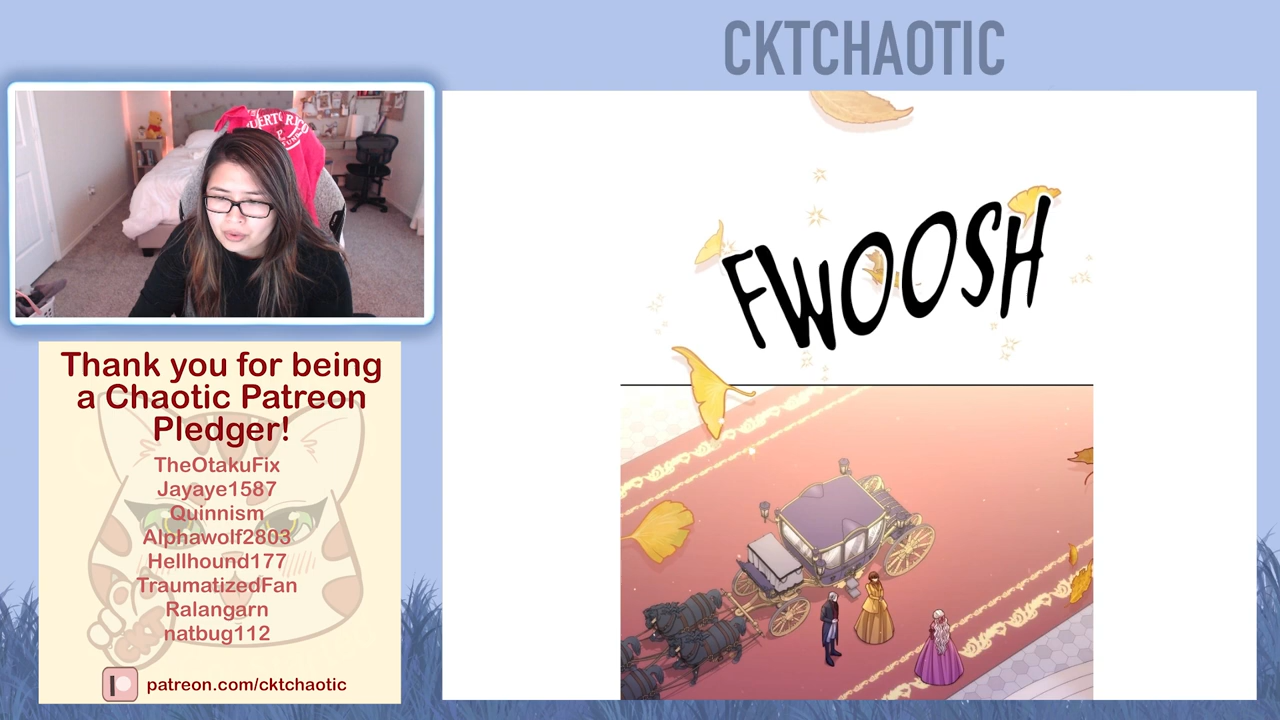 CKTCHAOTIC
FWOOSH
Thank you for being
a Chaotic Patreon
Pledger!
TheOtakuFix
Jayaye1587
Quinnism
Alphawolf2803
Hellhound177
TraumatizedFan
Ralangarn
natbug112
patreon.com/cktchaotic